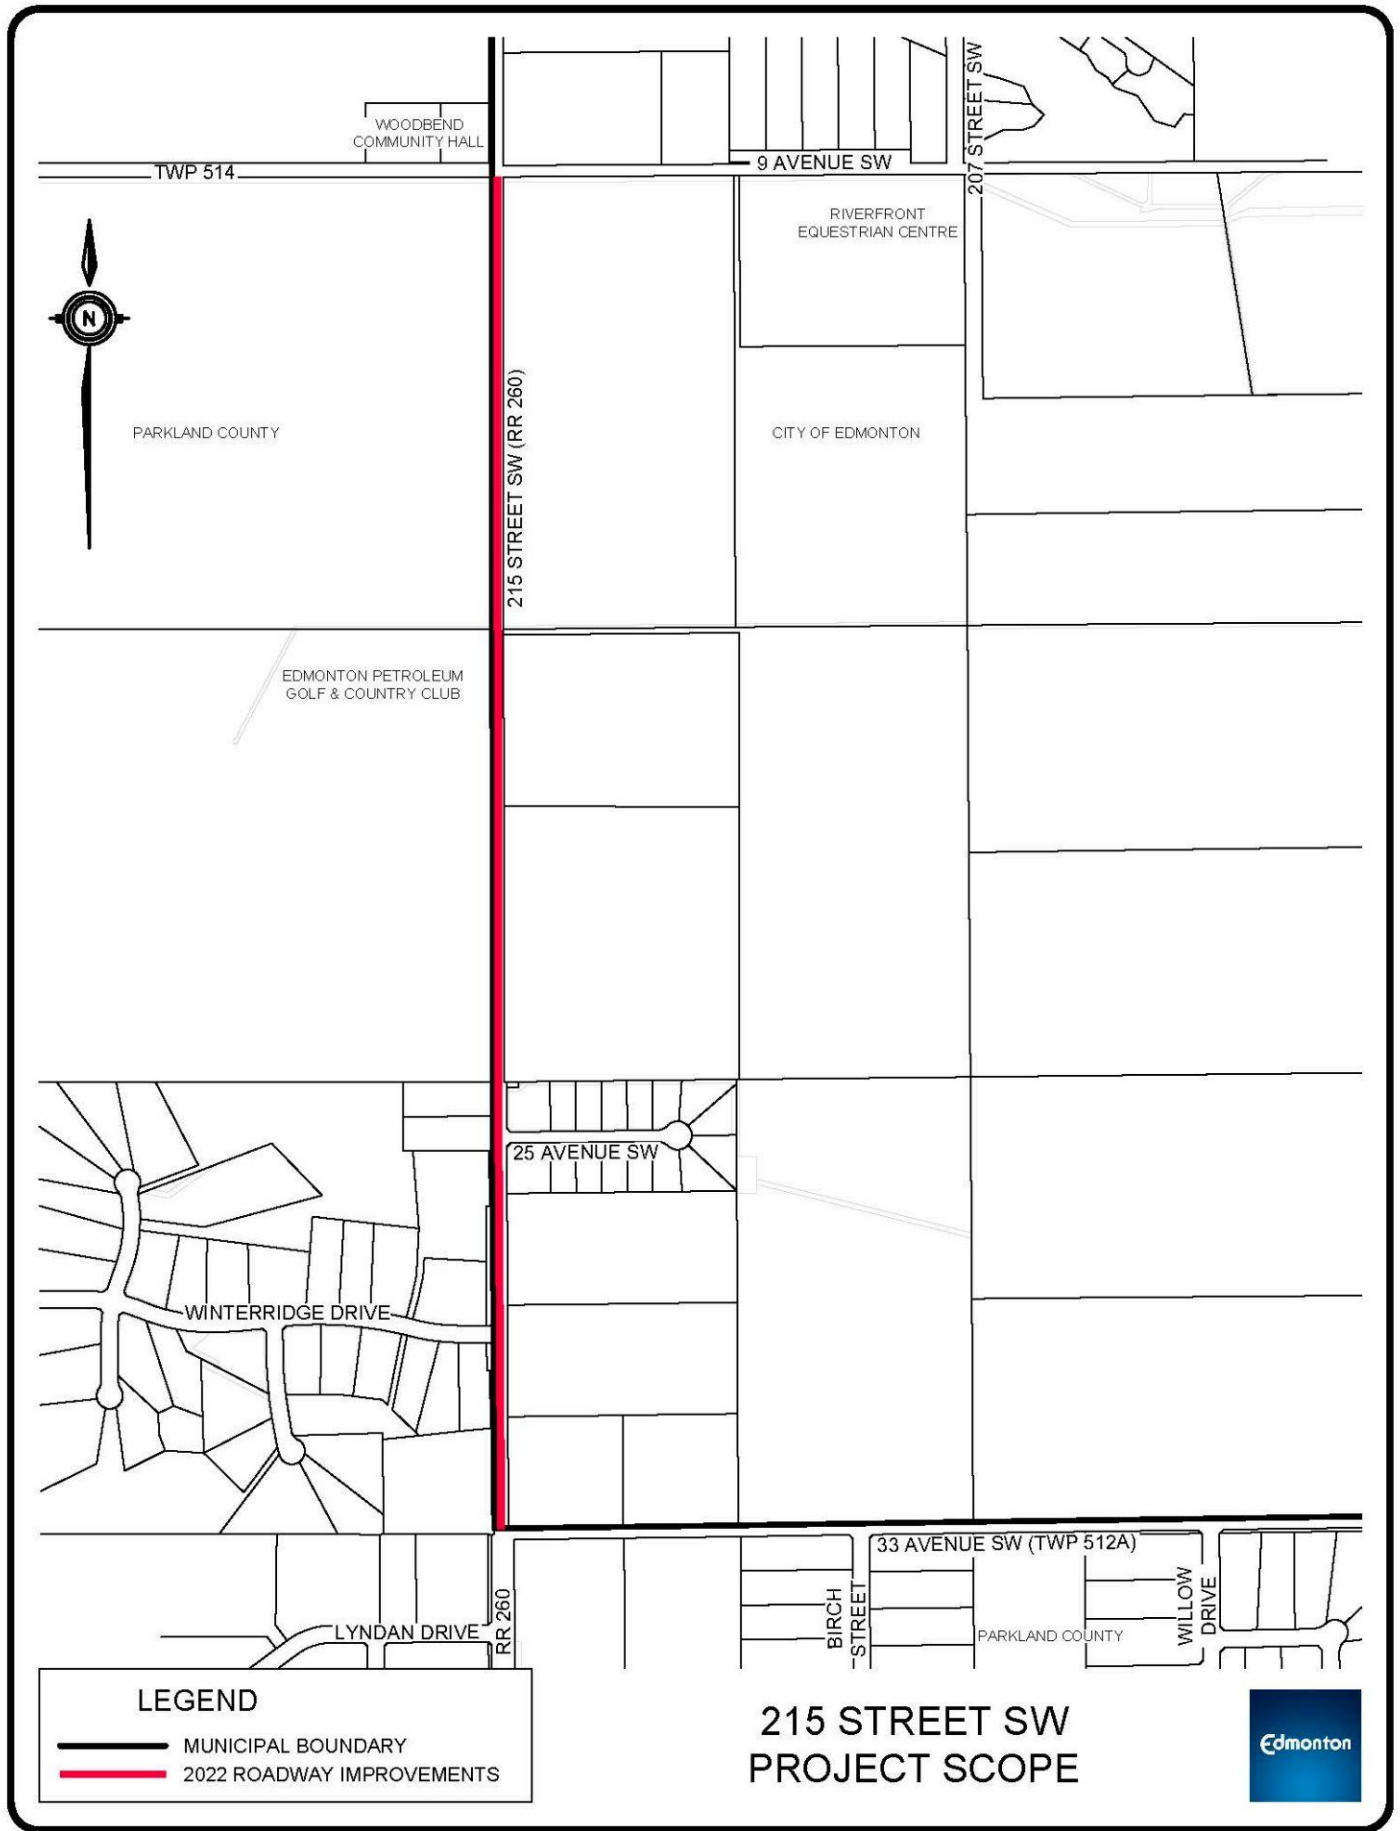 207 STREET SW
WOODBEND
COMMUNITY HALL
TWP 514
9 AVENUE SW
RIVERFRONT
EQUESTRIAN CENTRE
N
PARKLAND COUNTY
215 STREET SW (RR 260)
CITY OF EDMONTON
EDMONTON PETROLEUM
GOLF & COUNTRY CLUB
25 AVENUE SW
WINTERRIDGE DRIVE
33 AVENUE SW (TWP 512A)
LYNDAN DRIVE
RR 260
BIRCH
STREET
PARKLAND COUNTY
WILLOW
DRIVE
LEGEND
MUNICIPAL BOUNDARY
2022 ROADWAY IMPROVEMENTS
215 STREET SW
PROJECT SCOPE
Edmonton